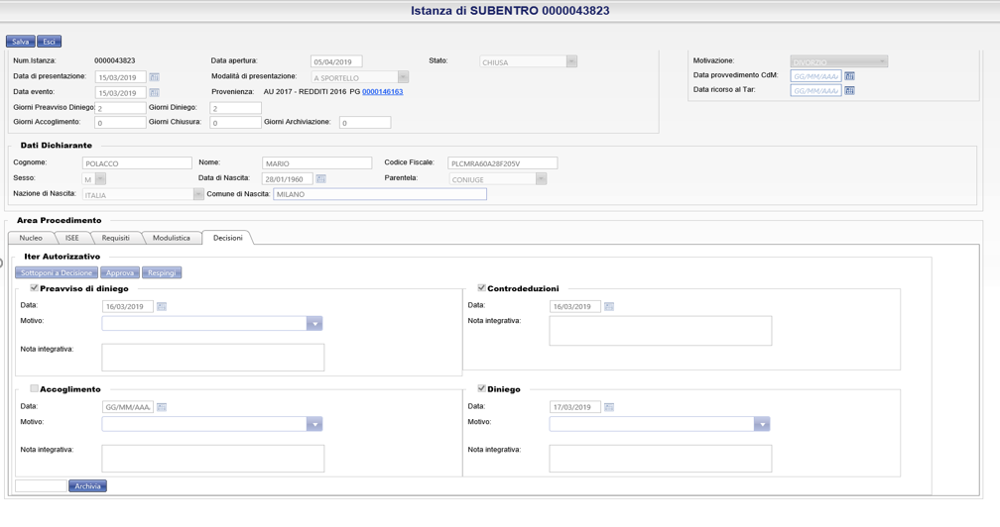 Istanza di SUBENTRO 0000043823
Salva Esci
Num.Istanza: 0000043823 Data apertura: 05/04/2019 Stato: CHIUSA Motivazione: DIVORZIO
Data di presentazione: 15/03/2019 Modalità di presentazione: A SPORTELLO Data provvedimento CdM: GG/MM/AAAA
Data evento: 15/03/2019 Provenienza: AU 2017 - REDDITI 2016 PG 0000146163 Data ricorso al Tar: GG/MM/AAAA
Giorni Preavviso Diniego: 2 Giorni Diniego: 2
Giorni Accoglimento: 0 Giorni Chiusura: 0 Giorni Archiviazione: 0
Dati Dichiarante
Cognome: POLACCO Nome: MARIO Codice Fiscale: PLCMRA60A28F205V
Sesso: M Data di Nascita: 28/01/1960 Parentela: CONIUGE
Nazione di Nascita: ITALIA Comune di Nascita: MILANO
Area Procedimento
Nucleo ISEE Requisiti Modulistica Decisioni
Iter Autorizzativo
Sottoponi a Decisione Approva Respingi
Preavviso di diniego
Data: 16/03/2019
Motivo:
Nota integrativa:
Controdeduzioni
Data: 16/03/2019
Nota integrativa:
Accoglimento
Data: GG/MM/AAAA
Motivo:
Nota integrativa:
Diniego
Data: 17/03/2019
Motivo:
Nota integrativa:
Archivia